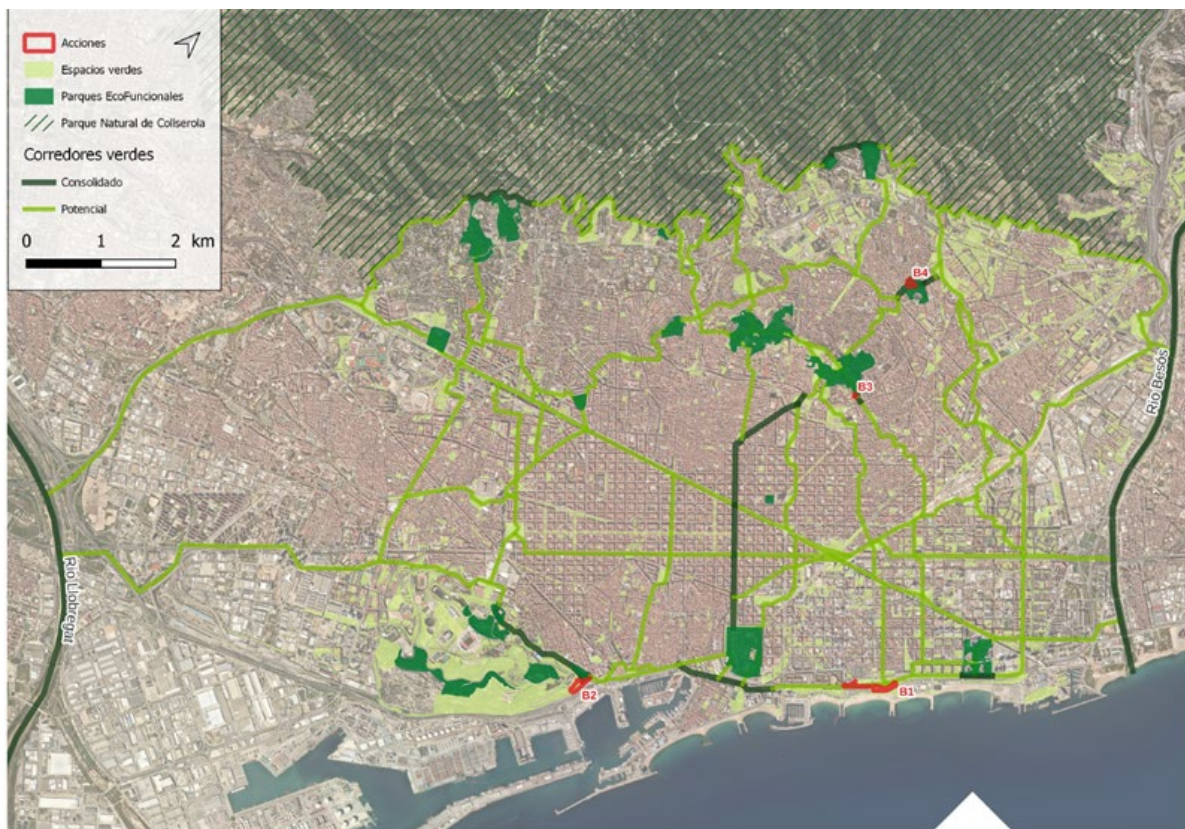 Acciones
Espacios verdes
Parques EcoFuncionales
Parque Natural de Collserola
Corredores verdes
Consolidado
Potencial
0 1 2 km
B4
B3
Río Besós
Río Llobregat
B2
B1